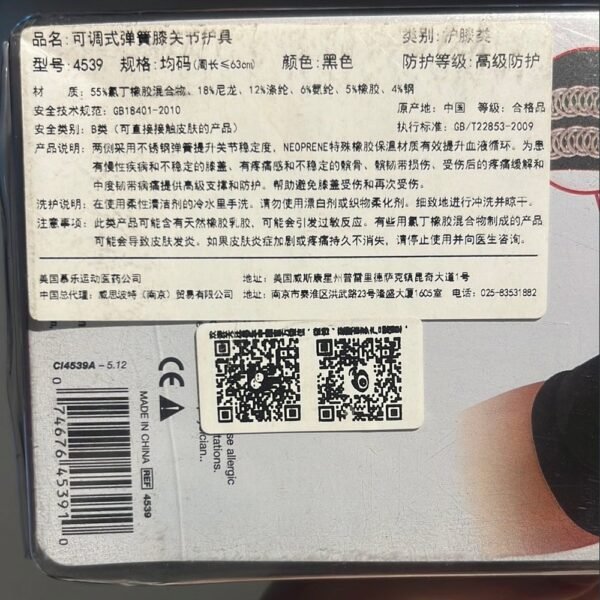 品名：可调式弹簧膝关节护具 类别：护膝类
型号：4539 规格：均码(周长≤63cm) 颜色：黑色 防护等级：高级防护
材 质：55%氯丁橡胶混合物、18%尼龙、12%涤纶、6%氨纶、5%橡胶、4%钢
安全技术规范：GB18401-2010 原产地：中国 等级：合格品
安全类别：B类（可直接接触皮肤的产品） 执行标准：GB/T22853-2009
产品说明：两侧采用不锈钢弹簧提升关节稳定度，NEOPRENE特殊橡胶保温材质有效提升血液循环。为患
有慢性疾病和不稳定的膝盖、有疼痛感和不稳定的髌骨、髋韧带损伤、受伤后的疼痛缓解和
中度韧带病痛提供高级支撑和防护。帮助避免膝盖受伤和再次受伤。
洗护说明：在使用柔性清洁剂的冷水里手洗。请勿使用漂白剂或织物柔化剂。细致地进行冲洗并晾干。
注意事项：此类产品可能含有天然橡胶乳胶，可能会引发过敏反应。有些用氯丁橡胶混合物制成的产品
可能会导致皮肤发炎。如果皮肤炎症加剧或疼痛持久不消失，请停止使用并向医生咨询。
美国慕乐运动医药公司 地址：美国威斯康星州普雷里德萨克镇昆奇大道1号
中国总代理：威思波特（南京）贸易有限公司 地址：南京市秦淮区洪武路23号隆盛大厦1605室 电话：025-83531882
CI4539A – 5.12
CE
MADE IN CHINA REF 4539
0 74676 45391 0
se allergic
tations.
ician..